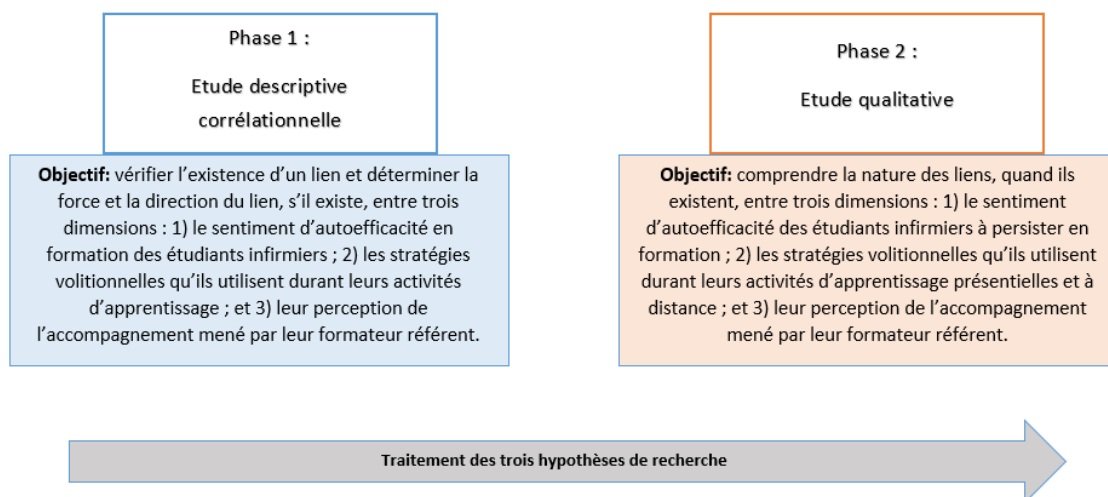 Phase 1 :
Etude descriptive
corrélationnelle
Objectif: vérifier l’existence d’un lien et déterminer la
force et la direction du lien, s’il existe, entre trois
dimensions : 1) le sentiment d’autoefficacité en
formation des étudiants infirmiers ; 2) les stratégies
volitionnelles qu’ils utilisent durant leurs activités
d’apprentissage ; et 3) leur perception de
l’accompagnement mené par leur formateur référent.
Phase 2 :
Etude qualitative
Objectif: comprendre la nature des liens, quand ils
existent, entre trois dimensions : 1) le sentiment
d’autoefficacité des étudiants infirmiers à persister en
formation ; 2) les stratégies volitionnelles qu’ils utilisent
durant leurs activités d’apprentissage présentielles et à
distance ; et 3) leur perception de l’accompagnement
mené par leur formateur référent.
Traitement des trois hypothèses de recherche